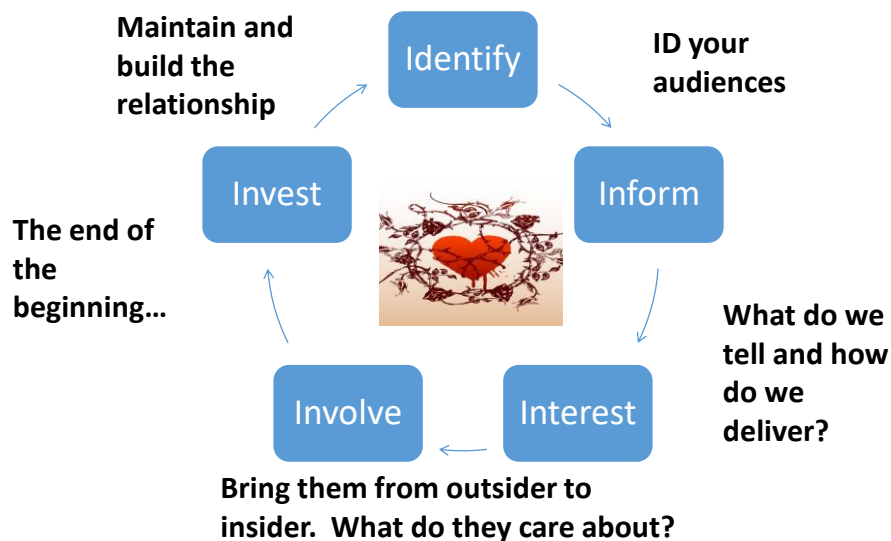 Identify
ID your
audiences
Inform
What do we
tell and how
do we
deliver?
Interest
Bring them from outsider to
insider.  What do they care about?
Involve
The end of
the
beginning…
Invest
Maintain and
build the
relationship